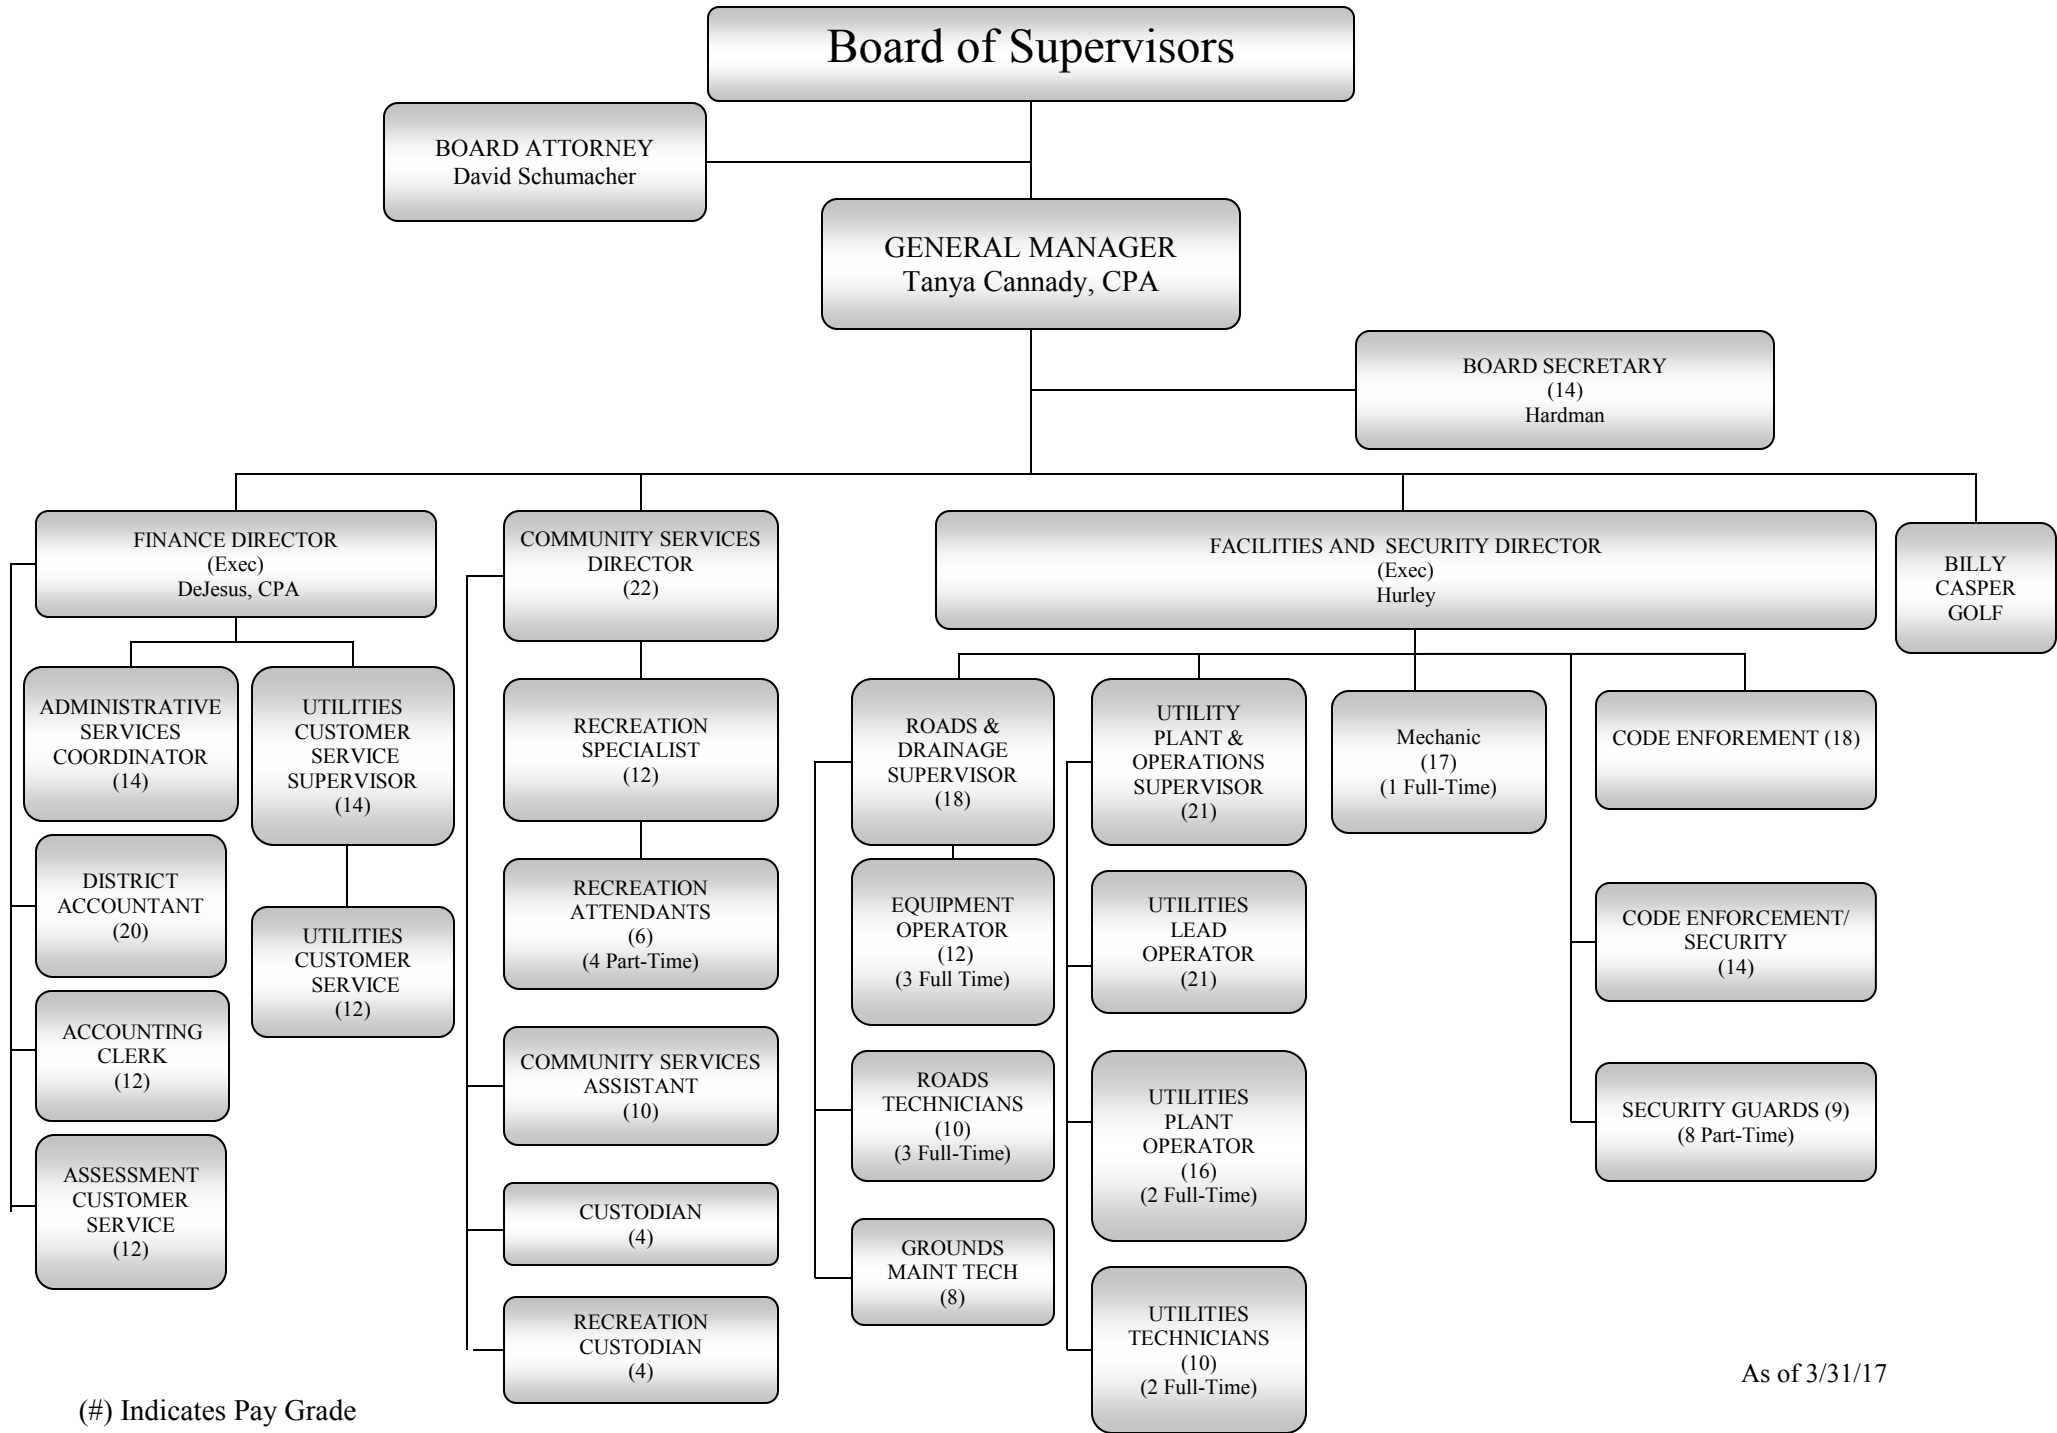 Board of Supervisors
BOARD ATTORNEY
David Schumacher
GENERAL MANAGER
Tanya Cannady, CPA
BOARD SECRETARY
(14)
Hardman
FINANCE DIRECTOR
(Exec)
DeJesus, CPA
ADMINISTRATIVE
SERVICES
COORDINATOR
(14)
UTILITIES
CUSTOMER
SERVICE
SUPERVISOR
(14)
DISTRICT
ACCOUNTANT
(20)
UTILITIES
CUSTOMER
SERVICE
(12)
ACCOUNTING
CLERK
(12)
ASSESSMENT
CUSTOMER
SERVICE
(12)
COMMUNITY SERVICES
DIRECTOR
(22)
RECREATION
SPECIALIST
(12)
RECREATION
ATTENDANTS
(6)
(4 Part-Time)
COMMUNITY SERVICES
ASSISTANT
(10)
CUSTODIAN
(4)
RECREATION
CUSTODIAN
(4)
FACILITIES AND  SECURITY DIRECTOR
(Exec)
Hurley
ROADS &
DRAINAGE
SUPERVISOR
(18)
EQUIPMENT
OPERATOR
(12)
(3 Full Time)
ROADS
TECHNICIANS
(10)
(3 Full-Time)
GROUNDS
MAINT TECH
(8)
UTILITY
PLANT &
OPERATIONS
SUPERVISOR
(21)
UTILITIES
LEAD
OPERATOR
(21)
UTILITIES
PLANT
OPERATOR
(16)
(2 Full-Time)
UTILITIES
TECHNICIANS
(10)
(2 Full-Time)
Mechanic
(17)
(1 Full-Time)
CODE ENFOREMENT (18)
CODE ENFORCEMENT/
SECURITY
(14)
SECURITY GUARDS (9)
(8 Part-Time)
BILLY
CASPER
GOLF
As of 3/31/17
(#) Indicates Pay Grade